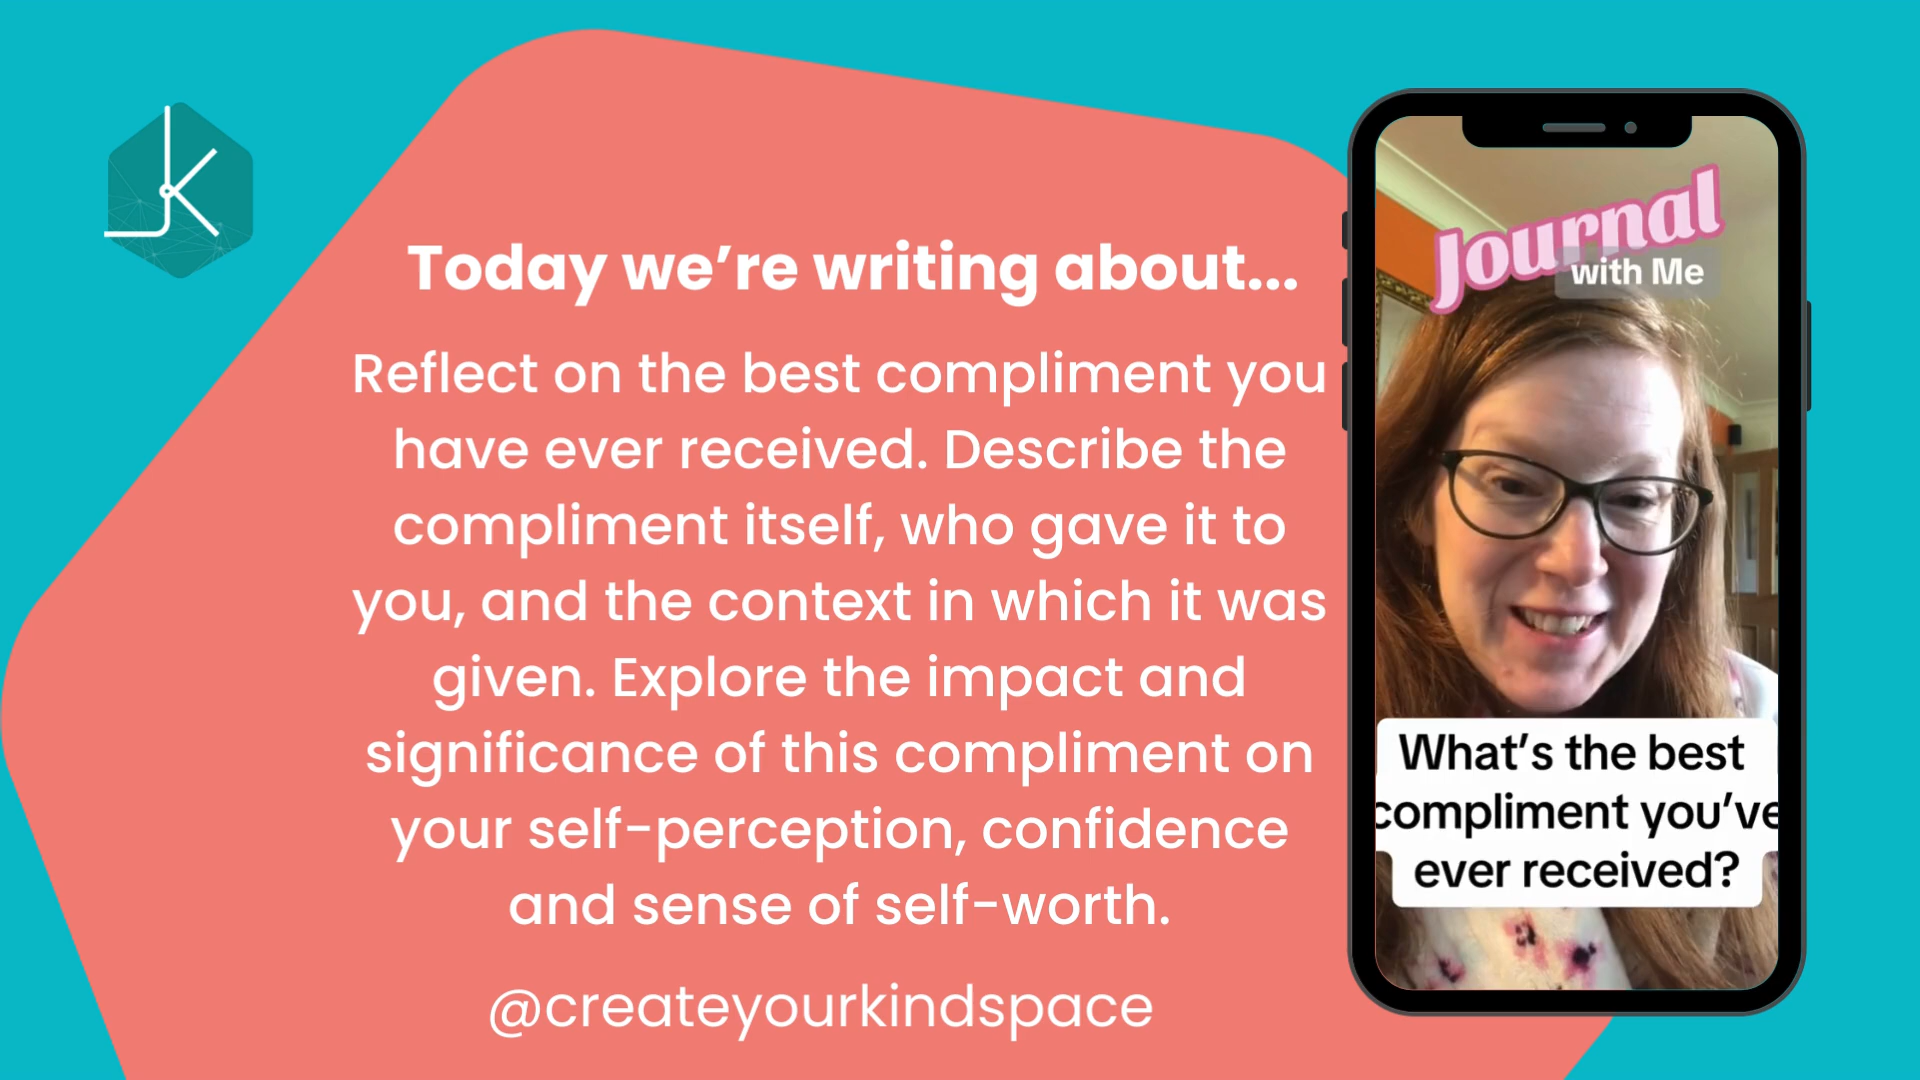 JK
Today we’re writing about...
Reflect on the best compliment you
have ever received. Describe the
compliment itself, who gave it to
you, and the context in which it was
given. Explore the impact and
significance of this compliment on
your self-perception, confidence
and sense of self-worth.
@createyourkindspace
Journal
with Me
What’s the best
compliment you’ve
ever received?